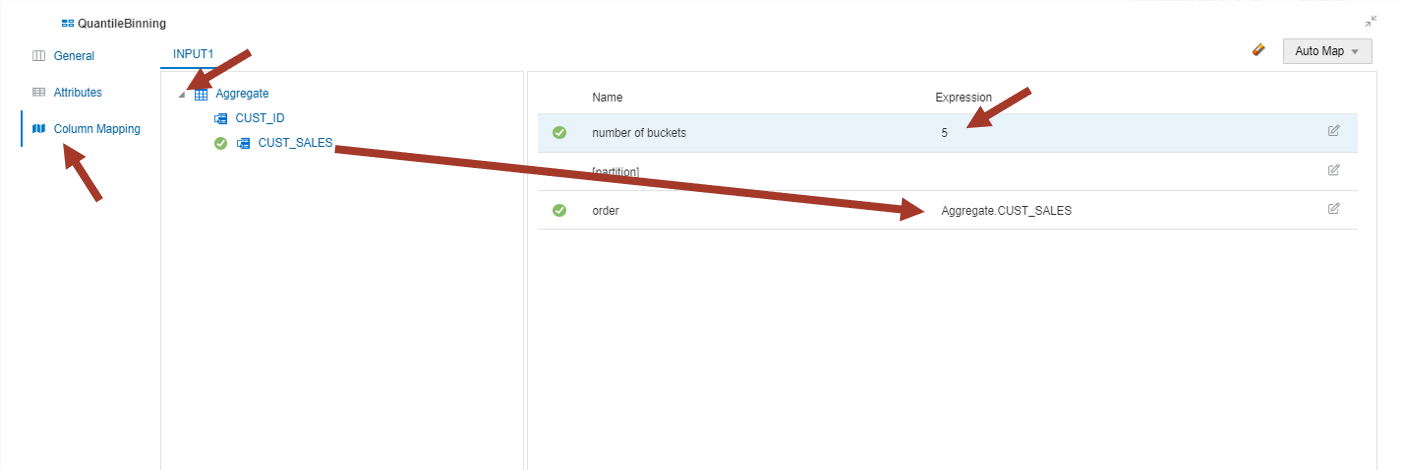 QuantileBinning
General
Attributes
Column Mapping
INPUT1
Auto Map
Aggregate
CUST_ID
CUST_SALES
Name Expression
number of buckets 5
[partition]
order Aggregate.CUST_SALES